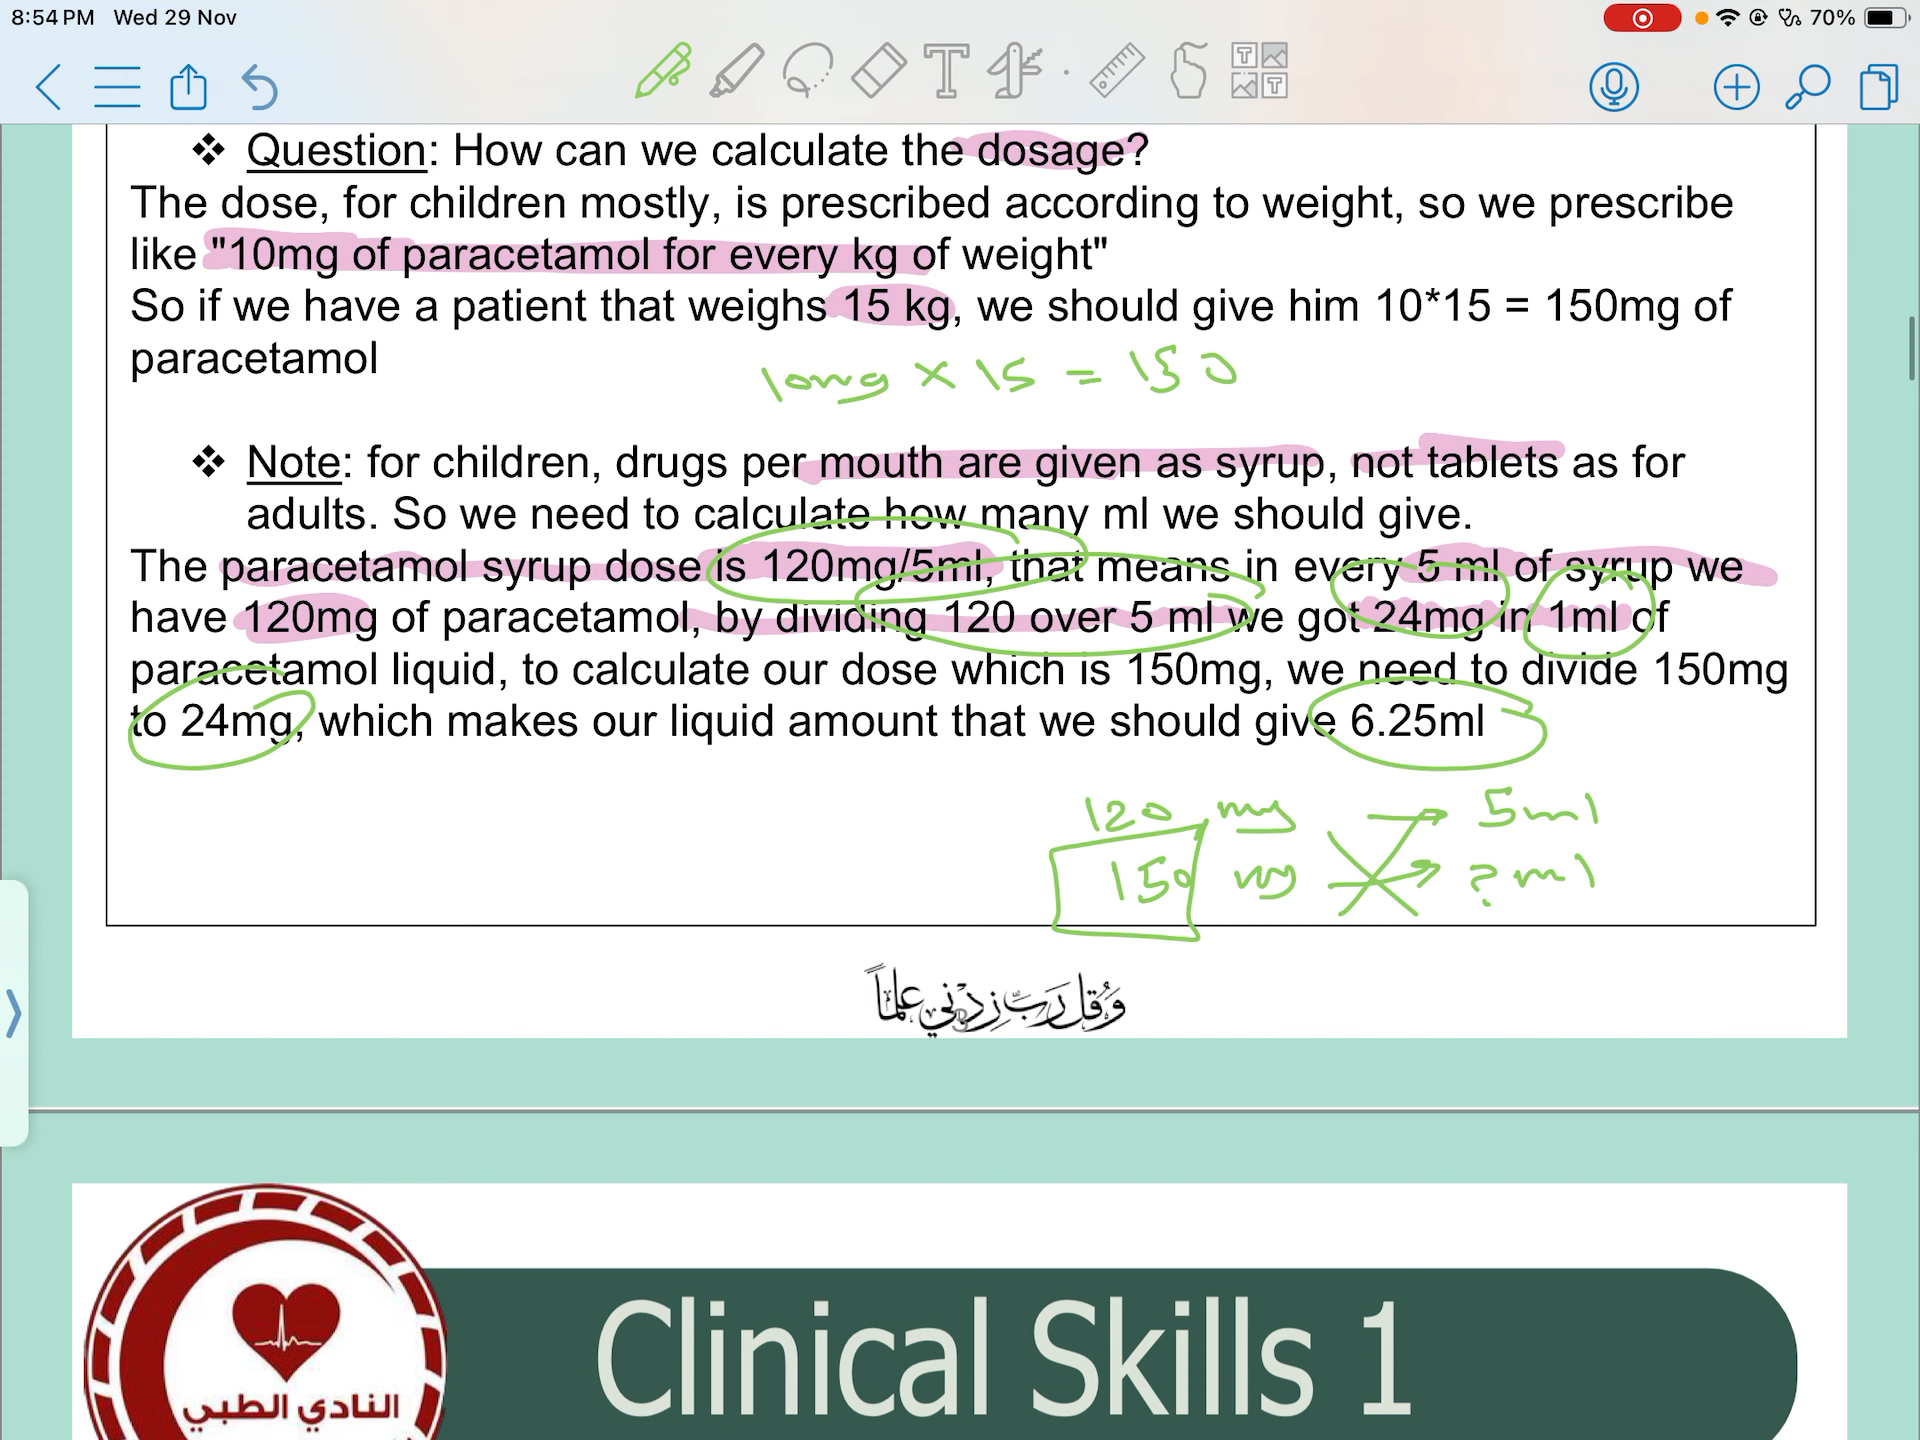 8:54 PM Wed 29 Nov
70%
❖ Question: How can we calculate the dosage?
The dose, for children mostly, is prescribed according to weight, so we prescribe
like "10mg of paracetamol for every kg of weight"
So if we have a patient that weighs 15 kg, we should give him 10*15 = 150mg of
paracetamol
10mg × 15 = 150
❖ Note: for children, drugs per mouth are given as syrup, not tablets as for
adults. So we need to calculate how many ml we should give.
The paracetamol syrup dose is 120mg/5ml, that means in every 5 ml of syrup we
have 120mg of paracetamol, by dividing 120 over 5 ml we got 24mg in 1ml of
paracetamol liquid, to calculate our dose which is 150mg, we need to divide 150mg
to 24mg, which makes our liquid amount that we should give 6.25ml
120 mg → 5ml
150 mg → ? ml
وَقُل رَبِّ زِدْنِي عِلْمًا
Clinical Skills 1
النادي الطبي